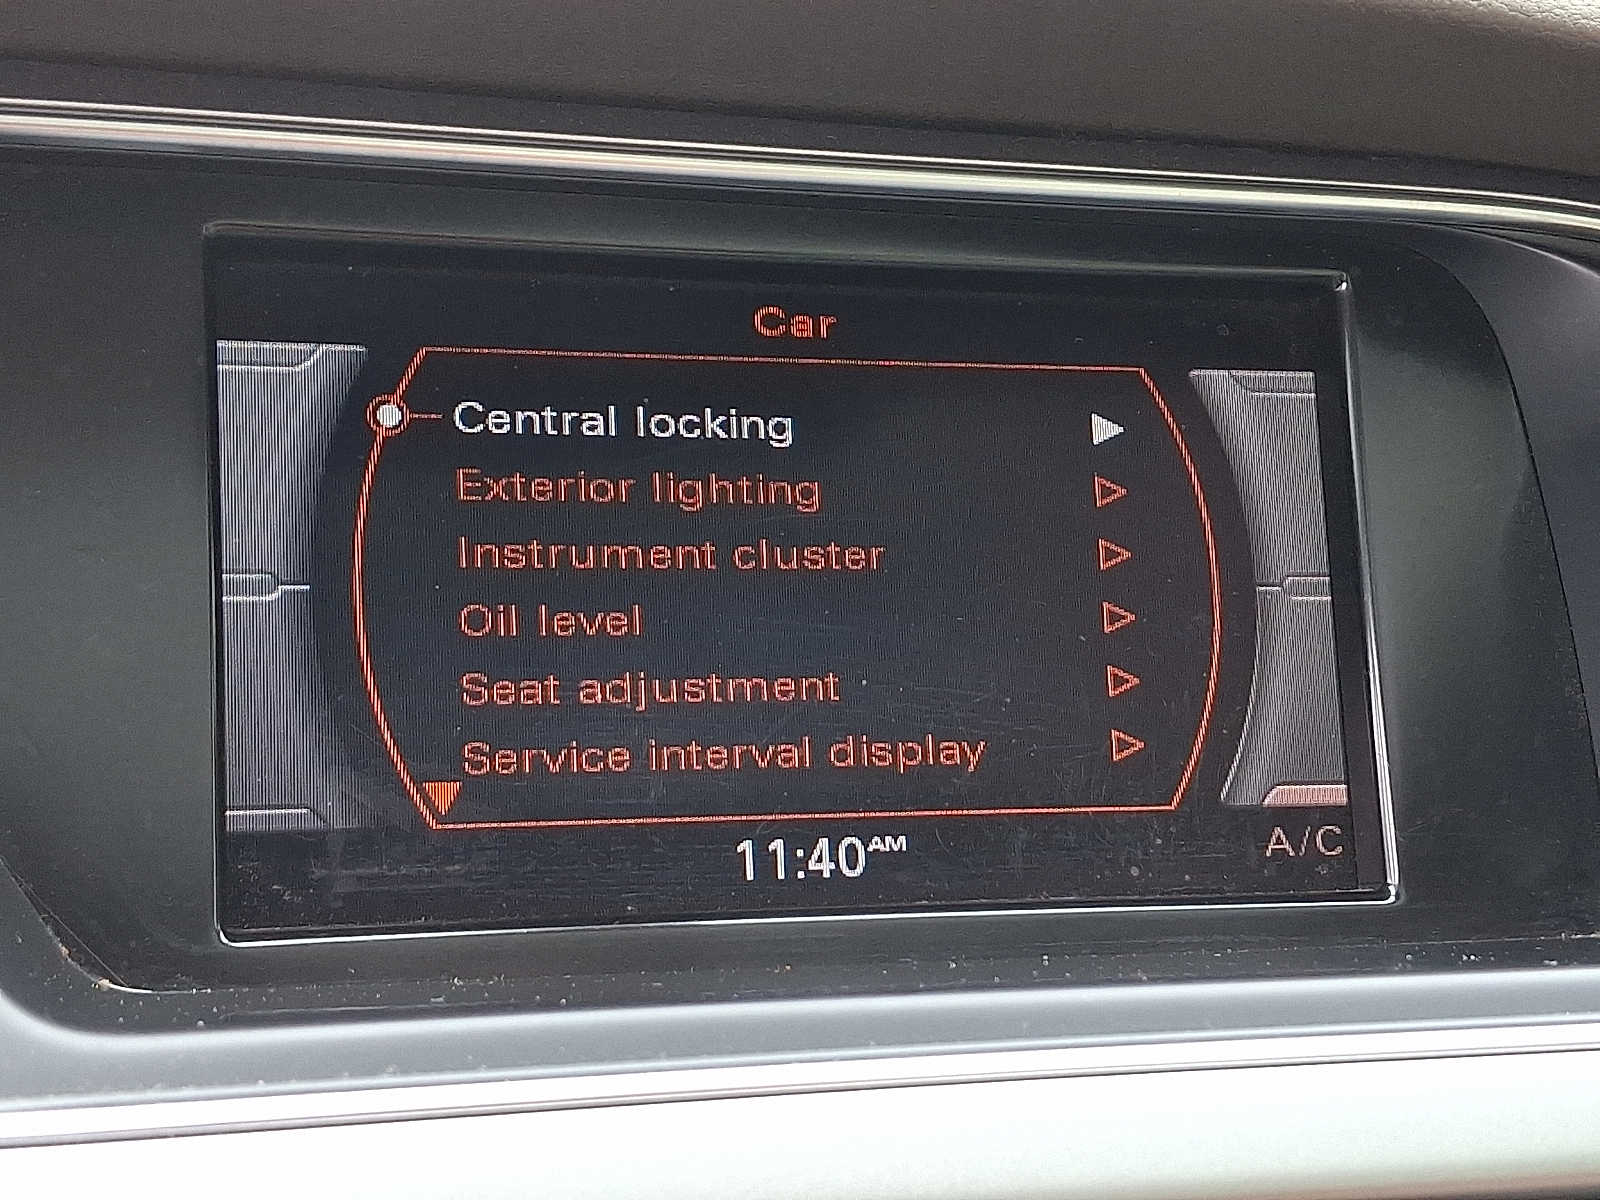 Car
Central locking
Exterior lighting
Instrument cluster
Oil level
Seat adjustment
Service interval display
11:40AM
A/C